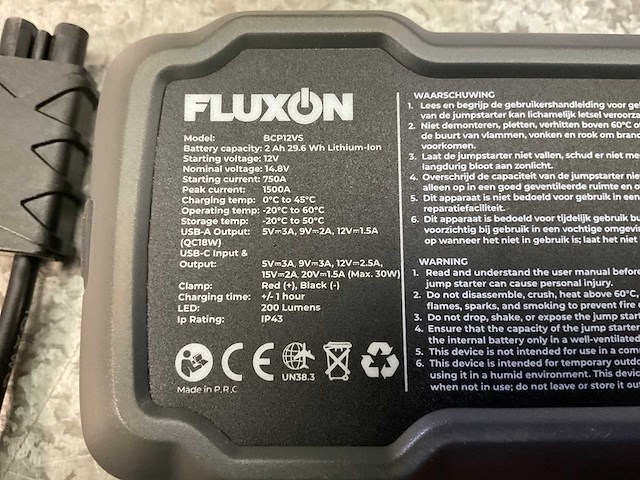 FLUXON
Model: BCP12VS
Battery capacity: 2 Ah 29.6 Wh Lithium-Ion
Starting voltage: 12V
Nominal voltage: 14.8V
Starting current: 750A
Peak current: 1500A
Charging temp: 0°C to 45°C
Operating temp: -20°C to 60°C
Storage temp: -20°C to 50°C
USB-A Output: 5V=3A, 9V=2A, 12V=1.5A
(QC18W)
USB-C Input &
Output: 5V=3A, 9V=3A, 12V=2.5A,
15V=2A, 20V=1.5A (Max. 30W)
Clamp: Red (+), Black (-)
Charging time: +/- 1 hour
LED: 200 Lumens
Ip Rating: IP43
CE
UN38.3
Made in P.R.C
WAARSCHUWING
1. Lees en begrijp de gebruikershandleiding voor
van de jumpstarter kan lichamelijk letsel
2. Niet demonteren, pletten, verhitten boven 60°C
de buurt van vlammen, vonken en rook om
voorkomen.
3. Laat de jumpstarter niet vallen, schud er niet
langdurig bloot aan zonlicht.
4. Overschrijd de capaciteit van de jumpstarter
alleen op in een goed geventileerde ruimte en
5. Dit apparaat is niet bedoeld voor gebruik in een
reparatiefaciliteit.
6. Dit apparaat is bedoeld voor tijdelijk gebruik
voorzichtig bij gebruik in een vochtige
op wanneer het niet in gebruik is; laat het
WARNING
1. Read and understand the user manual before
jump starter can cause personal injury.
2. Do not disassemble, crush, heat above 60°C,
flames, sparks, and smoking to prevent fire
3. Do not drop, shake, or expose the jump
4. Ensure that the capacity of the jump starter
the internal battery only in a well-ventilated
5. This device is not intended for use in a
6. This device is intended for temporary
using it in a humid environment. This
when not in use; do not leave or store it